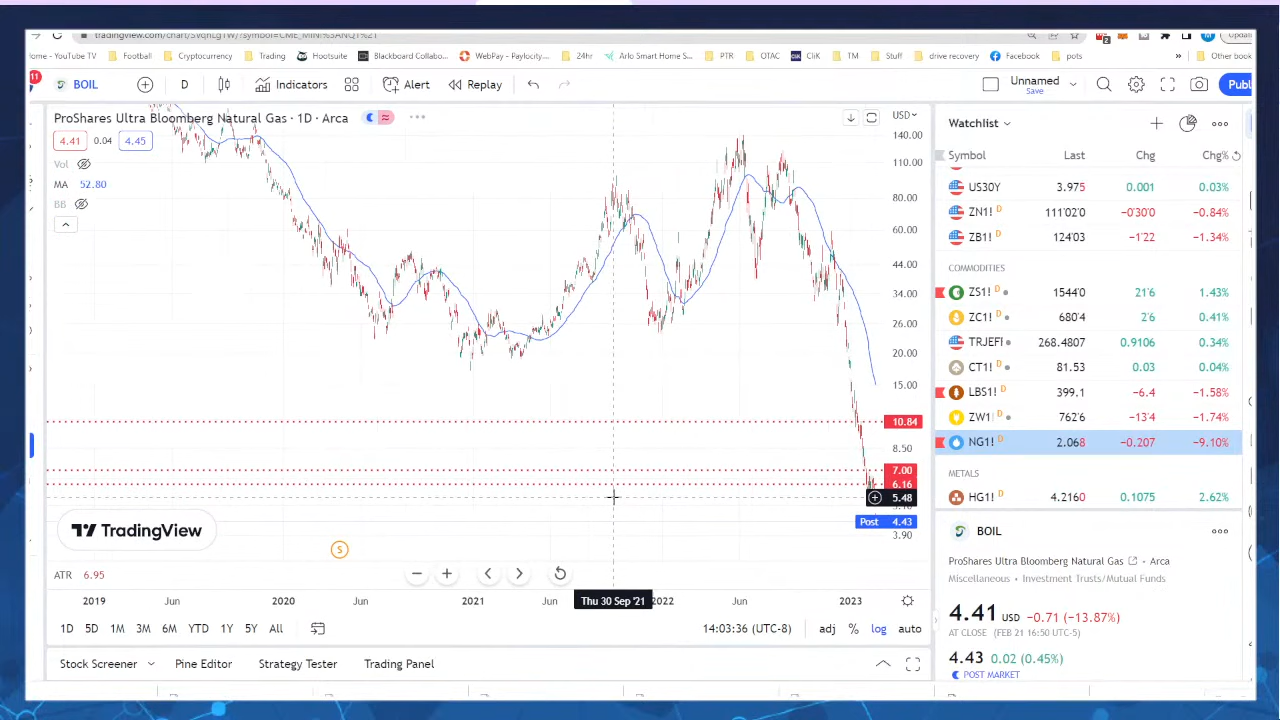 tradingview.com/chart/SvqhLgTW/?symbol=CME_MINI%3ANQ1%21
Home – YouTube TV Football Cryptocurrency Trading Hootsuite Blackboard Collabo... WebPay – Paylocity... 24hr Arlo Smart Home S... PTR OTAC CliK TM Stuff drive recovery Facebook pots » Other book
11 BOIL D Indicators Alert Replay Unnamed Save Publ
ProShares Ultra Bloomberg Natural Gas · 1D · Arca
4.41 0.04 4.45
Vol
MA 52.80
BB
USD
140.00
110.00
80.00
60.00
44.00
34.00
26.00
20.00
15.00
10.84
8.50
7.00
6.16
5.48
Post 4.43
3.90
TradingView
S
ATR 6.95
2019 Jun 2020 Jun 2021 Jun Thu 30 Sep '21 2022 Jun 2023
1D 5D 1M 3M 6M YTD 1Y 5Y All 14:03:36 (UTC-8) adj % log auto
Stock Screener Pine Editor Strategy Tester Trading Panel
Watchlist
Symbol Last Chg Chg%
US30Y 3.975 0.001 0.03%
ZN1! D 111'02'0 −0'30'0 −0.84%
ZB1! D 124'03 −1'22 −1.34%
COMMODITIES
ZS1! D 1544'0 21'6 1.43%
ZC1! D 680'4 2'6 0.41%
TRJEFI 268.4807 0.9106 0.34%
CT1! D 81.53 0.03 0.04%
LBS1! D 399.1 −6.4 −1.58%
ZW1! D 762'6 −13'4 −1.74%
NG1! D 2.068 −0.207 −9.10%
METALS
HG1! D 4.2160 0.1075 2.62%
BOIL
ProShares Ultra Bloomberg Natural Gas · Arca
Miscellaneous · Investment Trusts/Mutual Funds
4.41 USD −0.71 (−13.87%)
AT CLOSE (FEB 21 16:50 UTC-5)
4.43 0.02 (0.45%)
POST MARKET